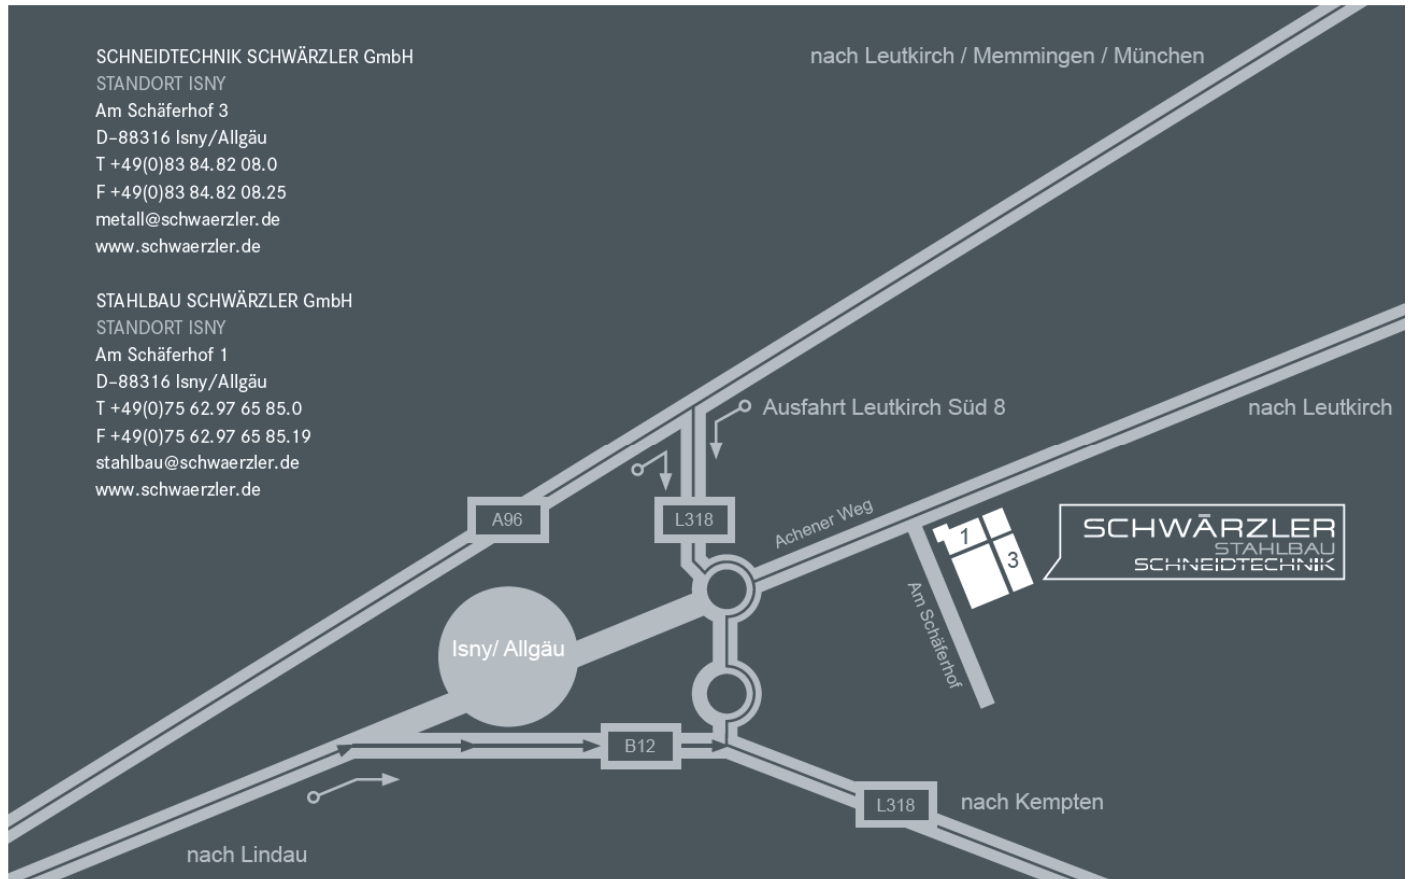 SCHNEIDTECHNIK SCHWÄRZLER GmbH
STANDORT ISNY
Am Schäferhof 3
D-88316 Isny/Allgäu
T +49(0)83 84.82 08.0
F +49(0)83 84.82 08.25
metall@schwaerzler.de
www.schwaerzler.de
STAHLBAU SCHWÄRZLER GmbH
STANDORT ISNY
Am Schäferhof 1
D-88316 Isny/Allgäu
T +49(0)75 62.97 65 85.0
F +49(0)75 62.97 65 85.19
stahlbau@schwaerzler.de
www.schwaerzler.de
nach Leutkirch / Memmingen / München
Ausfahrt Leutkirch Süd 8
nach Leutkirch
A96
L318
Achener Weg
1
3
SCHWÄRZLER
STAHLBAU
SCHNEIDTECHNIK
Am Schäferhof
Isny/ Allgäu
B12
L318
nach Kempten
nach Lindau